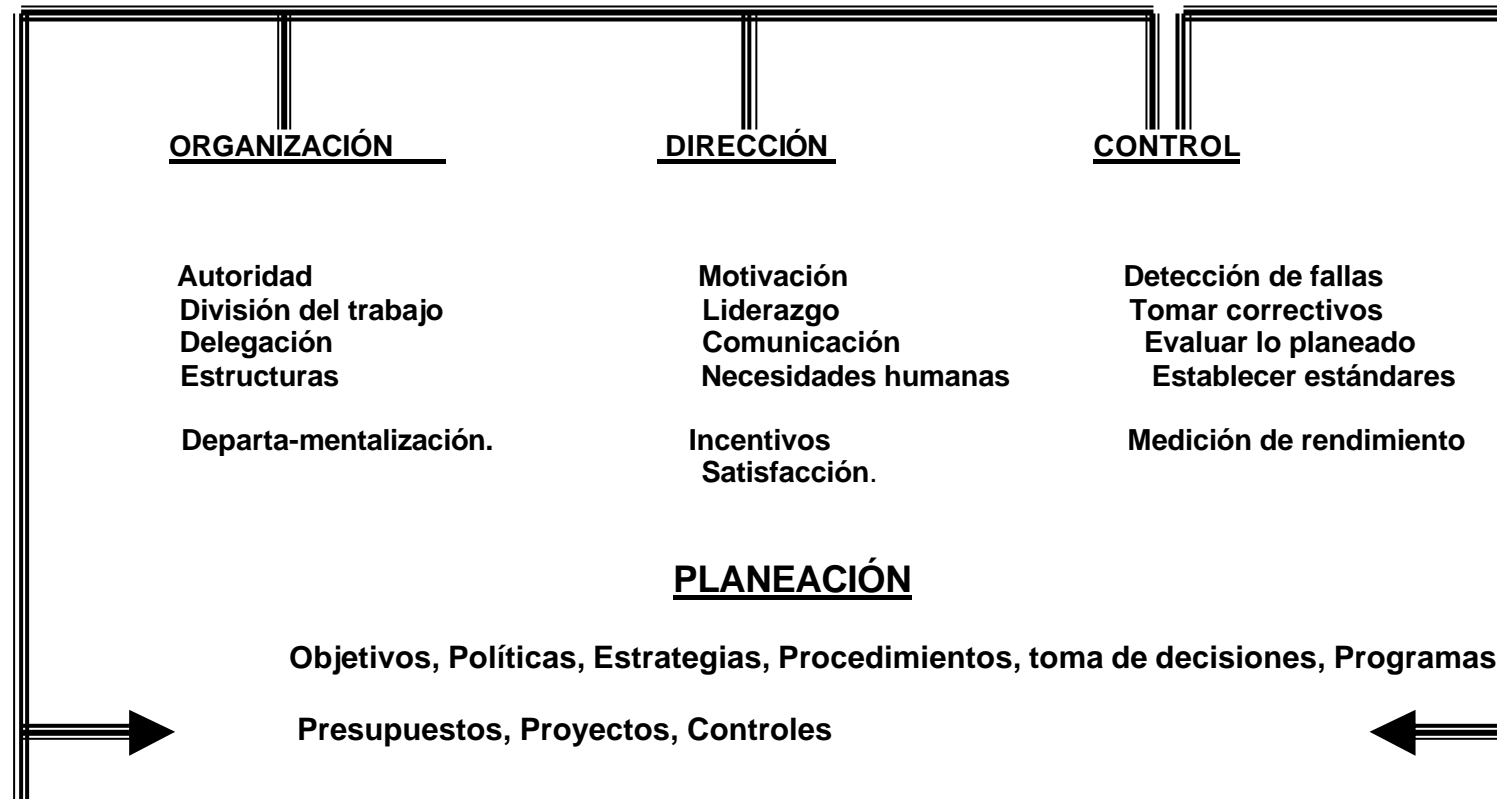 ORGANIZACIÓN DIRECCIÓN CONTROL
Autoridad Motivación Detección de fallas
División del trabajo Liderazgo Tomar correctivos
Delegación Comunicación Evaluar lo planeado
Estructuras Necesidades humanas Establecer estándares
Departa-mentalización. Incentivos Medición de rendimiento
Satisfacción.
PLANEACIÓN
Objetivos, Políticas, Estrategias, Procedimientos, toma de decisiones, Programas
Presupuestos, Proyectos, Controles